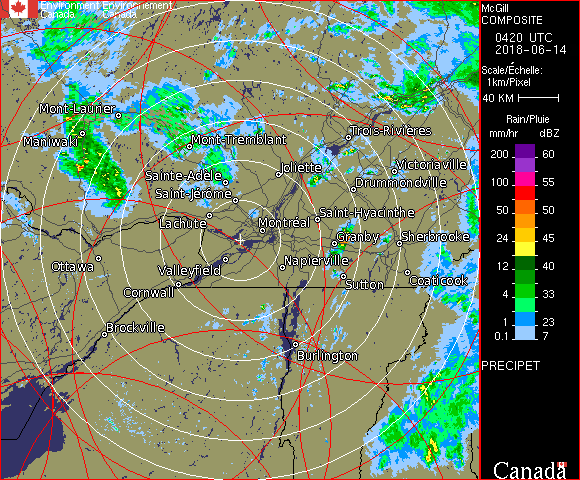 Environment Environnement
Canada Canada
McGill
COMPOSITE
0420 UTC
2018-06-14
Scale/Échelle:
1km/Pixel
40 KM
Rain/Pluie
mm/hr dBZ
200 60
100 55
50 50
24 45
12 40
4 33
1 23
0.1 7
PRECIPET
Canada
Mont-Laurier
Maniwaki
Mont-Tremblant
Trois-Rivières
Sainte-Adèle
Joliette
Victoriaville
Saint-Jérôme
Drummondville
Lachute
Montréal
Saint-Hyacinthe
Granby
Sherbrooke
Ottawa
Valleyfield
Napierville
Cornwall
Sutton
Coaticook
Brockville
Burlington